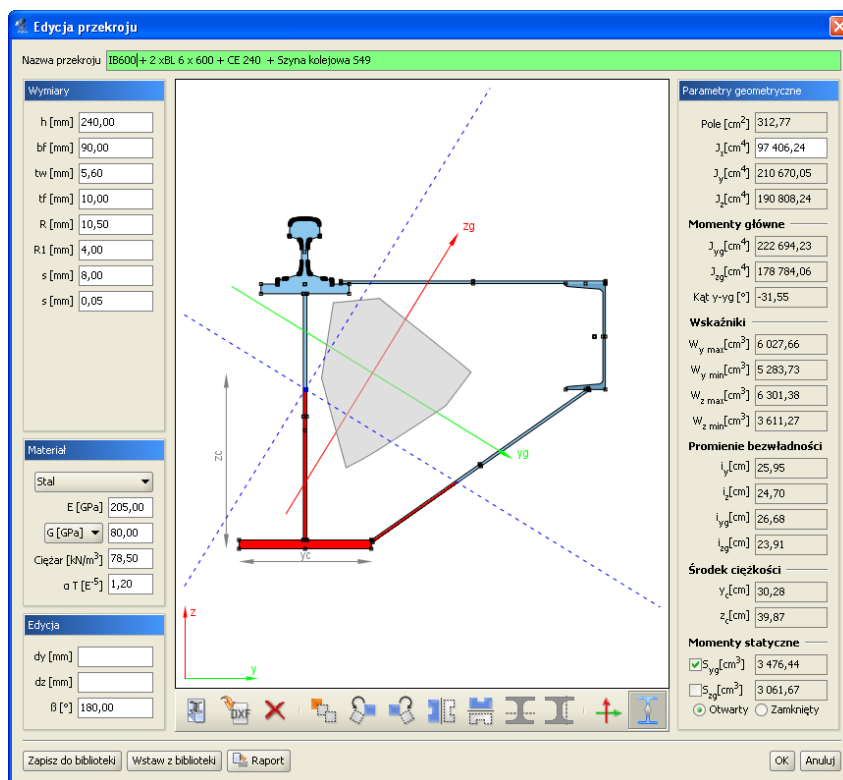 Edycja przekroju
Nazwa przekroju IB600 + 2 xBL 6 x 600 + CE 240 + Szyna kolejowa S49
Wymiary
h [mm] 240,00
bf [mm] 90,00
tw [mm] 5,60
tf [mm] 10,00
R [mm] 10,50
R1 [mm] 4,00
s [mm] 8,00
s [mm] 0,05
Materiał
Stal
E [GPa] 205,00
G [GPa] 80,00
Ciężar [kN/m³] 78,50
α T [E⁻⁵] 1,20
Edycja
dy [mm]
dz [mm]
β [°] 180,00
zg
yg
zc
yc
z
y
DXF
Parametry geometryczne
Pole [cm²] 312,77
Jx[cm⁴] 97 406,24
Jy[cm⁴] 210 670,05
Jz[cm⁴] 190 808,24
Momenty główne
Jyg[cm⁴] 222 694,23
Jzg[cm⁴] 178 784,06
Kąt y-yg [°] -31,55
Wskaźniki
Wy max[cm³] 6 027,66
Wy min[cm³] 5 283,73
Wz max[cm³] 6 301,38
Wz min[cm³] 3 611,27
Promienie bezwładności
iy[cm] 25,95
iz[cm] 24,70
iyg[cm] 26,68
izg[cm] 23,91
Środek ciężkości
yc[cm] 30,28
zc[cm] 39,87
Momenty statyczne
Syg[cm³] 3 476,44
Szg[cm³] 3 061,67
Otwarty Zamknięty
Zapisz do biblioteki Wstaw z biblioteki Raport OK Anuluj